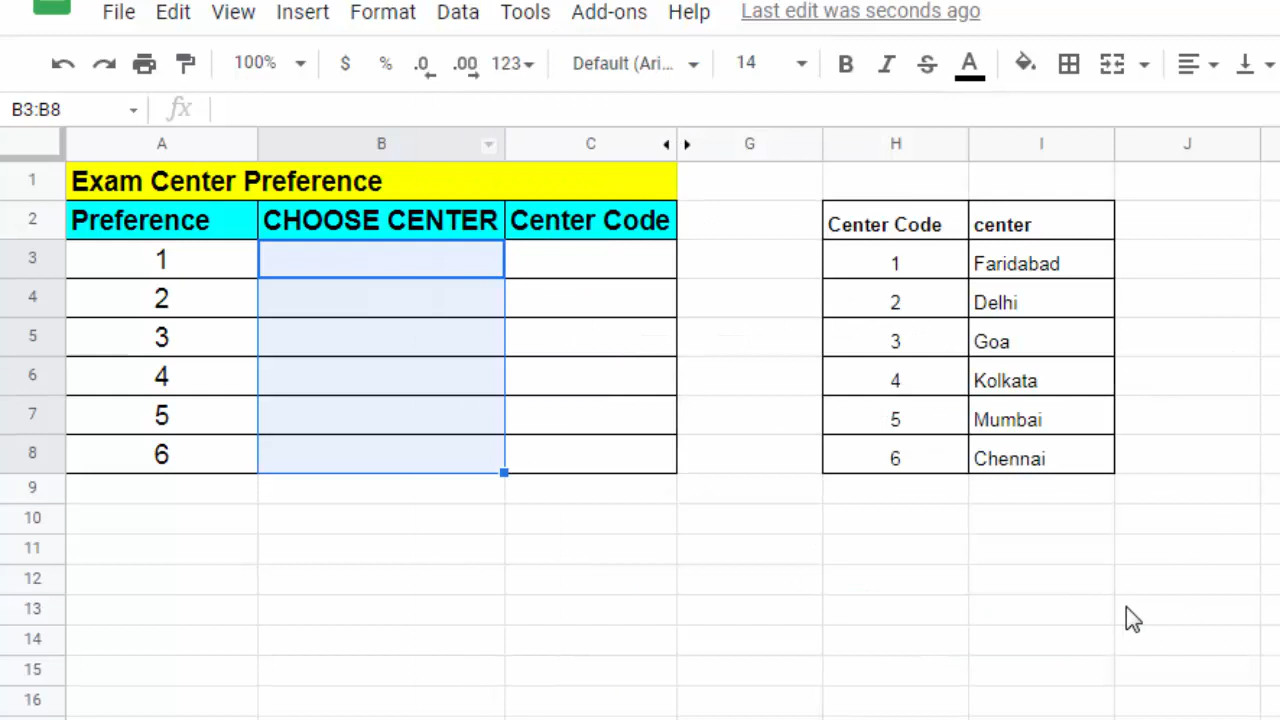 File Edit View Insert Format Data Tools Add-ons Help Last edit was seconds ago
100% $ % .0 .00 123 Default (Ari... 14 B I S A
B3:B8 fx
A B C G H I J
1 Exam Center Preference
2 Preference CHOOSE CENTER Center Code Center Code center
3 1 1 Faridabad
4 2 2 Delhi
5 3 3 Goa
6 4 4 Kolkata
7 5 5 Mumbai
8 6 6 Chennai
9
10
11
12
13
14
15
16